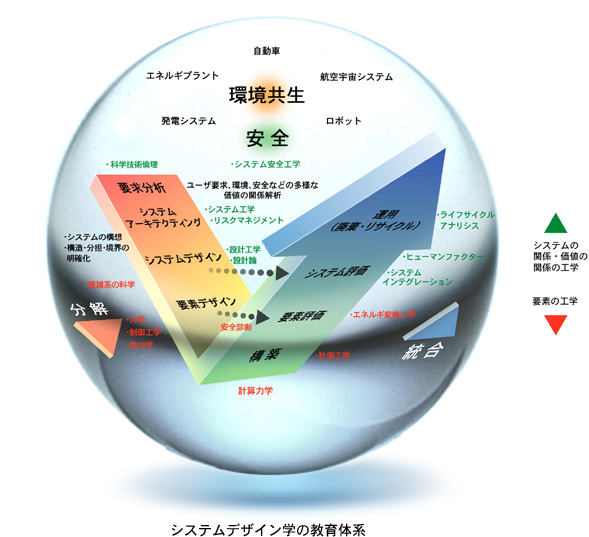 自動車
エネルギプラント
航空宇宙システム
環境共生
発電システム
ロボット
安全
・科学技術倫理
・システム安全工学
要求分析
ユーザ要求、環境、安全などの多様な
価値の関係解析
システム
アーキテクティング
・システム工学
・リスクマネジメント
運用
（廃棄・リサイクル）
・ライフサイクル
アナリシス
・システムの構想
・構造・分担・境界の
明確化
システムデザイン
・設計工学
・設計論
システム評価
・ヒューマンファクター
・システム
インテグレーション
・複雑系の科学
要素デザイン
分解
・力学
・制御工学
・熱力学
安全診断
要素評価
・エネルギ変換工学
統合
構築
・計測工学
計算力学
システムの
関係・価値の
関係の工学
要素の工学
システムデザイン学の教育体系